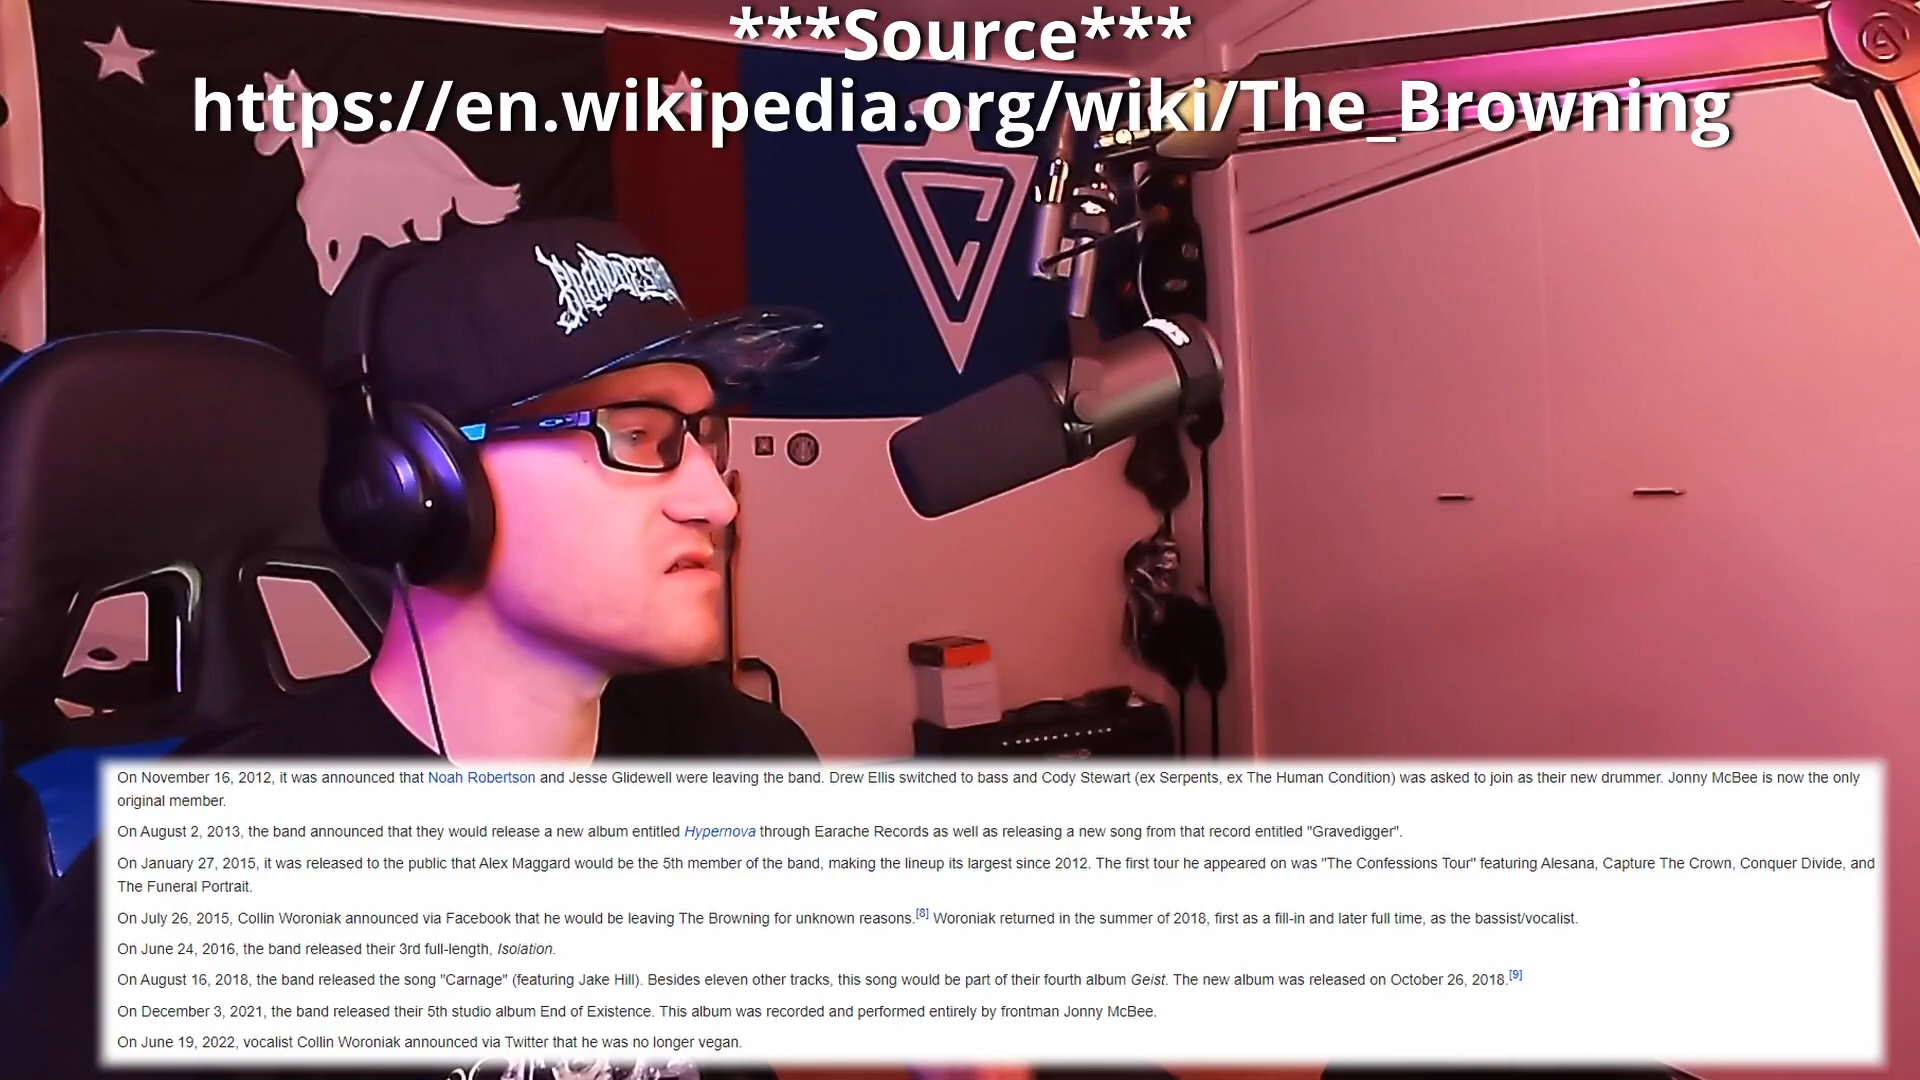 ***Source***
https://en.wikipedia.org/wiki/The_Browning
On November 16, 2012, it was announced that Noah Robertson and Jesse Glidewell were leaving the band. Drew Ellis switched to bass and Cody Stewart (ex Serpents, ex The Human Condition) was asked to join as their new drummer. Jonny McBee is now the only
original member.
On August 2, 2013, the band announced that they would release a new album entitled Hypernova through Earache Records as well as releasing a new song from that record entitled "Gravedigger".
On January 27, 2015, it was released to the public that Alex Maggard would be the 5th member of the band, making the lineup its largest since 2012. The first tour he appeared on was "The Confessions Tour" featuring Alesana, Capture The Crown, Conquer Divide, and
The Funeral Portrait.
On July 26, 2015, Collin Woroniak announced via Facebook that he would be leaving The Browning for unknown reasons.[8] Woroniak returned in the summer of 2018, first as a fill-in and later full time, as the bassist/vocalist.
On June 24, 2016, the band released their 3rd full-length, Isolation.
On August 16, 2018, the band released the song "Carnage" (featuring Jake Hill). Besides eleven other tracks, this song would be part of their fourth album Geist. The new album was released on October 26, 2018.[9]
On December 3, 2021, the band released their 5th studio album End of Existence. This album was recorded and performed entirely by frontman Jonny McBee.
On June 19, 2022, vocalist Collin Woroniak announced via Twitter that he was no longer vegan.